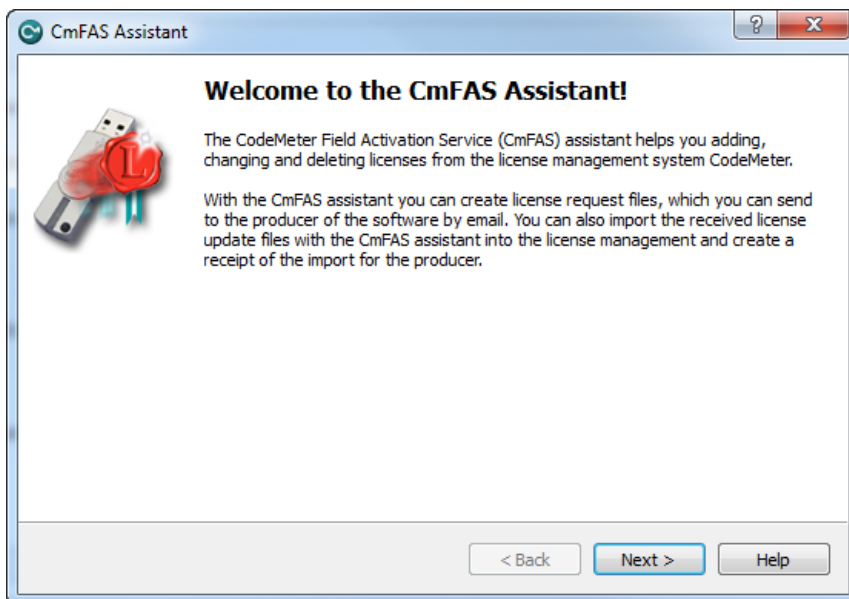 CmFAS Assistant
Welcome to the CmFAS Assistant!
The CodeMeter Field Activation Service (CmFAS) assistant helps you adding,
changing and deleting licenses from the license management system CodeMeter.
With the CmFAS assistant you can create license request files, which you can send
to the producer of the software by email. You can also import the received license
update files with the CmFAS assistant into the license management and create a
receipt of the import for the producer.
L
< Back Next > Help